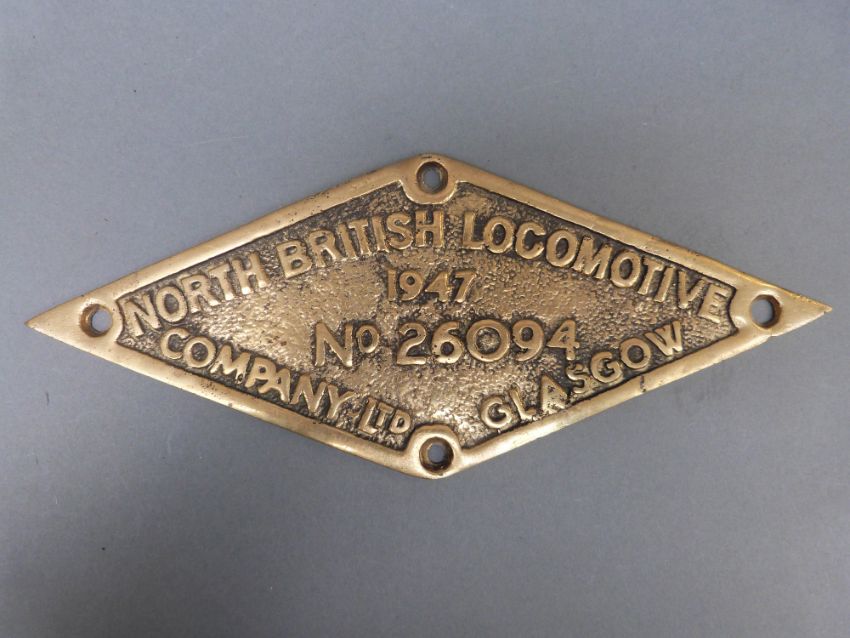 NORTH BRITISH LOCOMOTIVE
1947
No 26094
COMPANY LTD GLASGOW